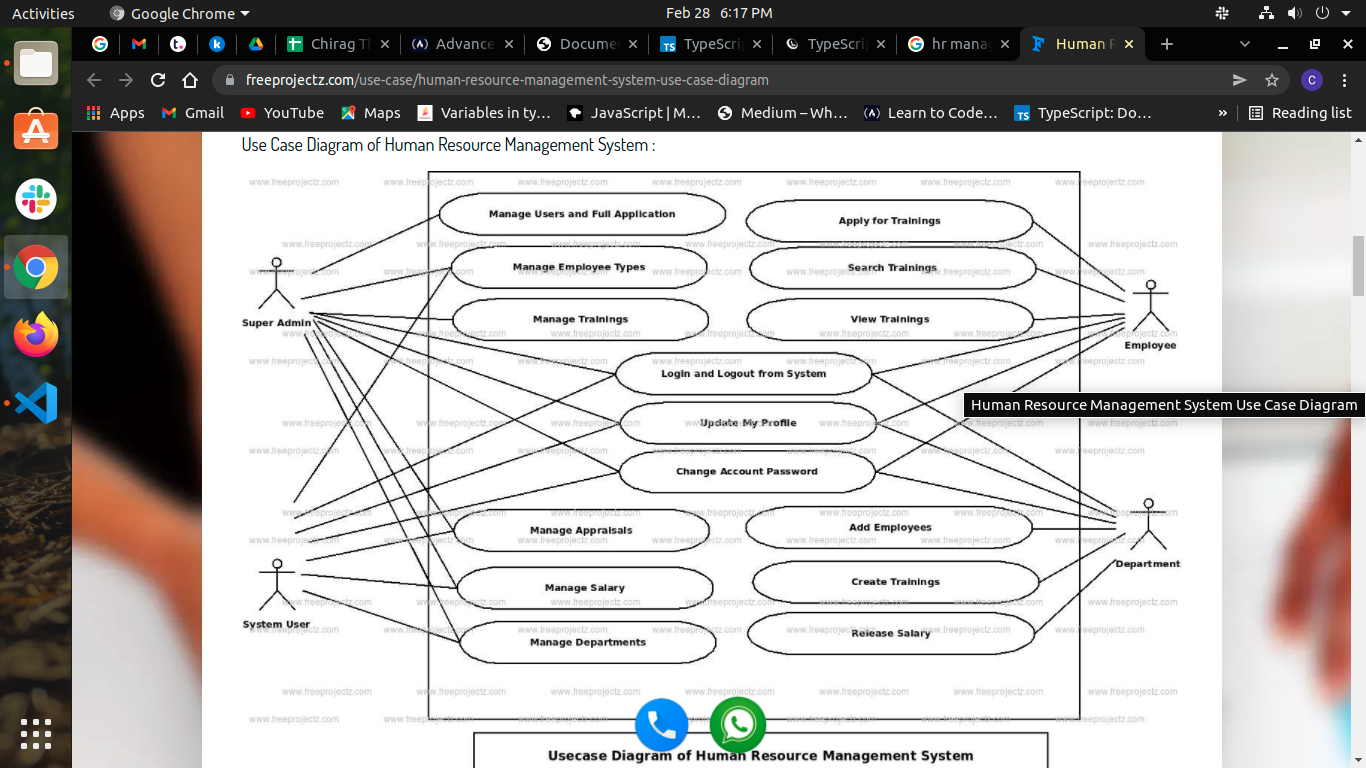 Activities
Google Chrome
Feb 28 6:17 PM
Chirag T
Advance
Docume
TypeScri
TypeScri
hr mana
Human R
freeprojectz.com/use-case/human-resource-management-system-use-case-diagram
C
Apps
Gmail
YouTube
Maps
Variables in ty...
JavaScript | M...
Medium – Wh...
Learn to Code...
TypeScript: Do...
»
Reading list
Use Case Diagram of Human Resource Management System :
www.freeprojectz.com
Manage Users and Full Application
Apply for Trainings
Manage Employee Types
Search Trainings
Super Admin
Manage Trainings
View Trainings
Employee
Login and Logout from System
Human Resource Management System Use Case Diagram
Update My Profile
Change Account Password
Manage Appraisals
Add Employees
Department
Manage Salary
Create Trainings
System User
Manage Departments
Release Salary
Usecase Diagram of Human Resource Management System